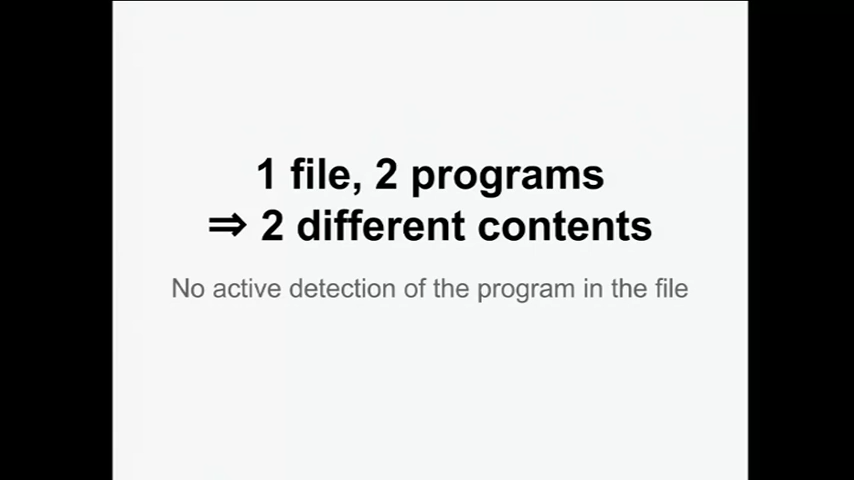 1 file, 2 programs
⇒ 2 different contents
No active detection of the program in the file